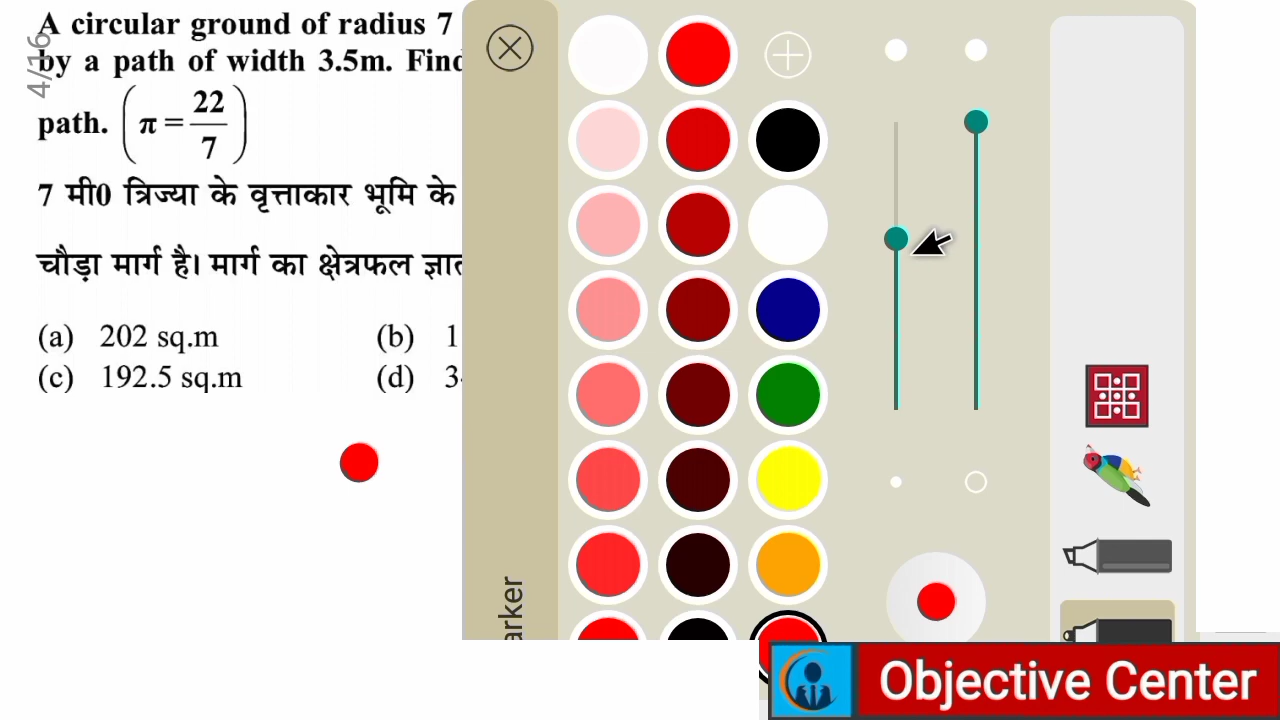 A circular ground of radius 7
by a path of width 3.5m. Find
path. (π = 22/7)
7 मी0 त्रिज्या के वृत्ताकार भूमि के
चौड़ा मार्ग है। मार्ग का क्षेत्रफल
(a) 202 sq.m (b) 1
(c) 192.5 sq.m (d) 3
4/16
arker
Objective Center